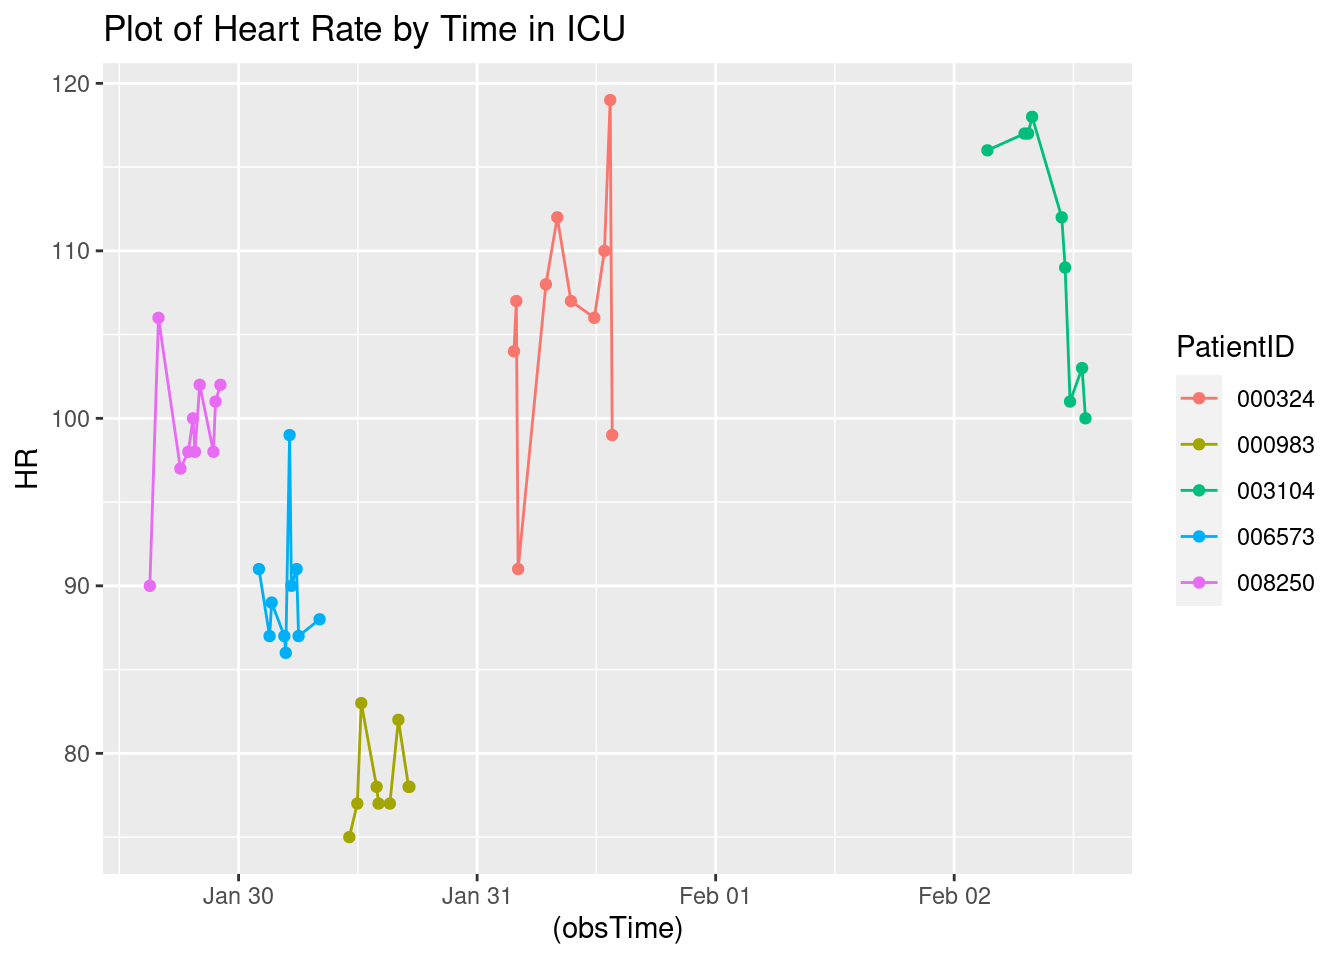 Plot of Heart Rate by Time in ICU
120
110
100
90
80
HR
Jan 30
Jan 31
Feb 01
Feb 02
(obsTime)
PatientID
000324
000983
003104
006573
008250